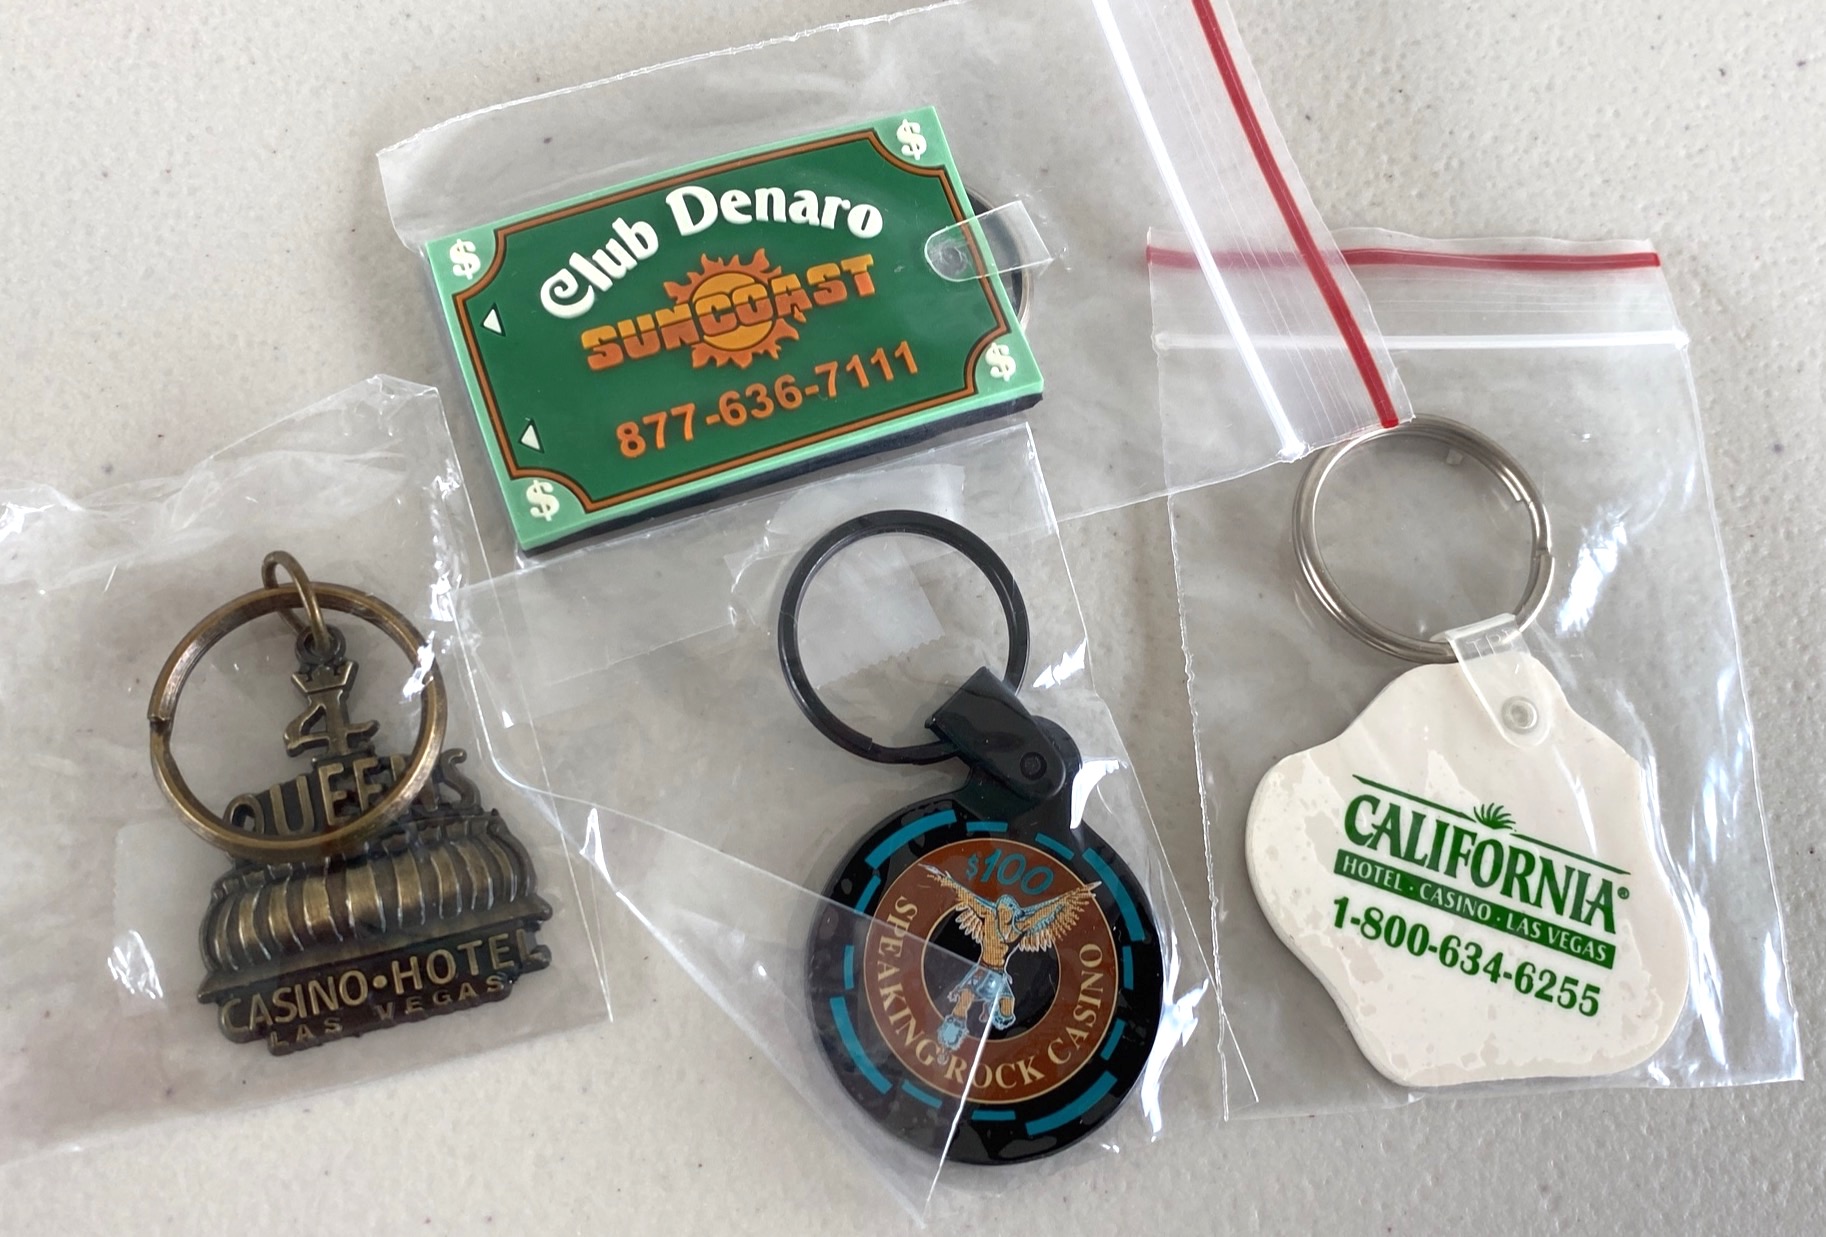 $
$
Club Denaro
SUNCOAST
877-636-7111
$
$
4
QUEENS
CASINO•HOTEL
LAS VEGAS
$100
SPEAKING ROCK CASINO
CALIFORNIA®
HOTEL · CASINO · LAS VEGAS
1-800-634-6255